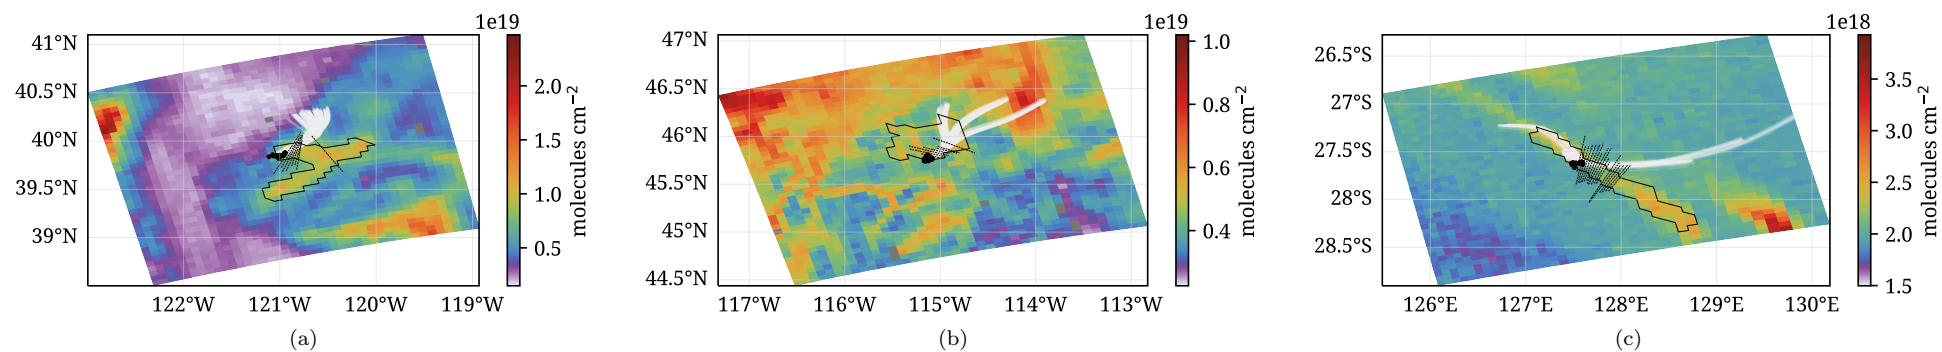 1e19
41°N
40.5°N
40°N
39.5°N
39°N
122°W 121°W 120°W 119°W
2.0
1.5
1.0
0.5
molecules cm−2
(a)
1e19
47°N
46.5°N
46°N
45.5°N
45°N
44.5°N
117°W 116°W 115°W 114°W 113°W
1.0
0.8
0.6
0.4
molecules cm−2
(b)
1e18
26.5°S
27°S
27.5°S
28°S
28.5°S
126°E 127°E 128°E 129°E 130°E
3.5
3.0
2.5
2.0
1.5
molecules cm−2
(c)